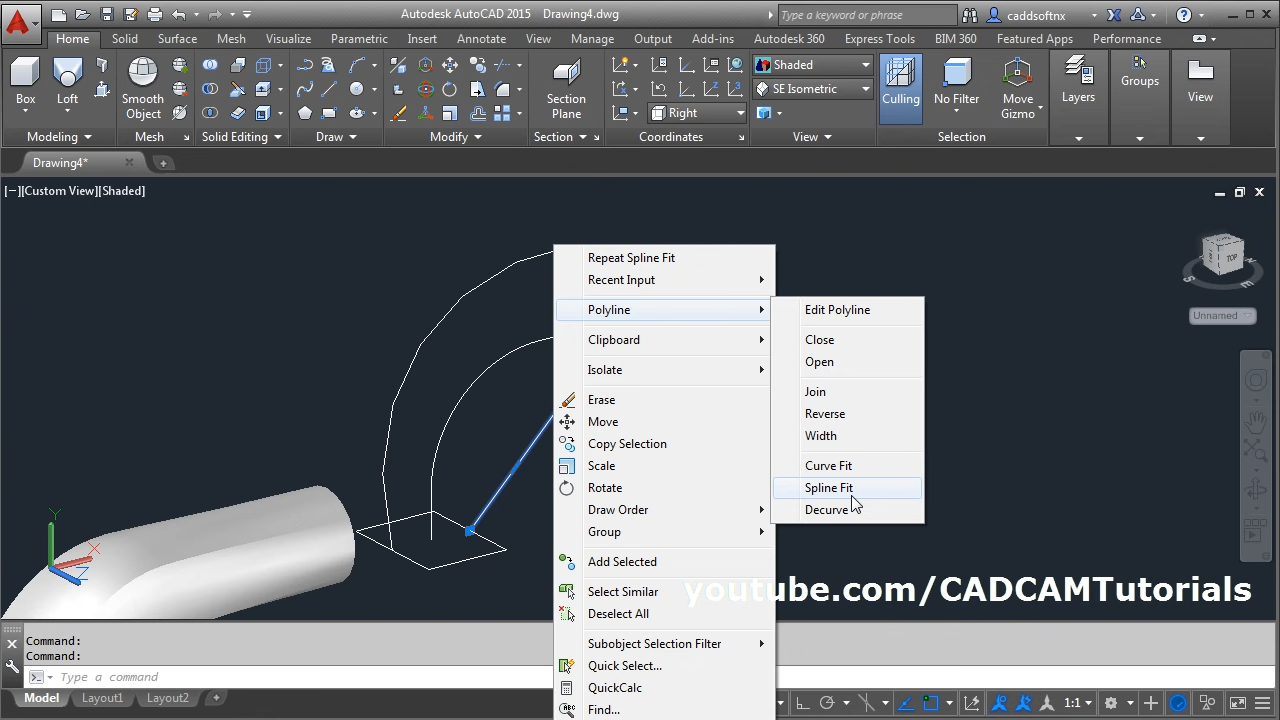 Autodesk AutoCAD 2015 Drawing4.dwg
Type a keyword or phrase
caddsoftnx
Home Solid Surface Mesh Visualize Parametric Insert Annotate View Manage Output Add-ins Autodesk 360 Express Tools BIM 360 Featured Apps Performance
Box Loft
Modeling
Smooth Object
Mesh
Solid Editing
Draw
Modify
Section Plane
Section
Right
Coordinates
Shaded
SE Isometric
View
Culling
No Filter
Move Gizmo
Selection
Layers
Groups
View
Drawing4*
[−][Custom View][Shaded]
TOP
Unnamed
Repeat Spline Fit
Recent Input
Polyline
Clipboard
Isolate
Erase
Move
Copy Selection
Scale
Rotate
Draw Order
Group
Add Selected
Select Similar
Deselect All
Subobject Selection Filter
Quick Select...
QuickCalc
Find...
Edit Polyline
Close
Open
Join
Reverse
Width
Curve Fit
Spline Fit
Decurve
Y
X
Z
youtube.com/CADCAMTutorials
Command:
Command:
Type a command
Model Layout1 Layout2
1:1